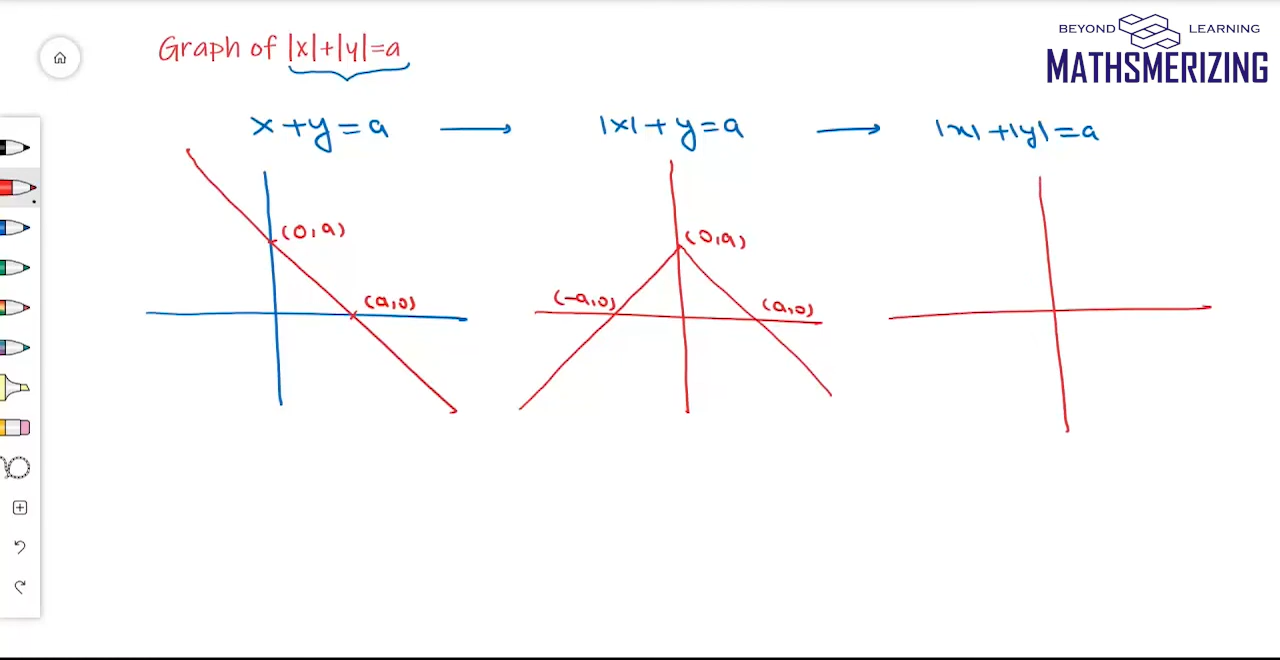 BEYOND LEARNING
MATHSMERIZING
Graph of |x|+|y|=a
x + y = a → |x| + y = a → |x| + |y| = a
(0,a)
(a,0)
(0,a)
(-a,0)
(a,0)